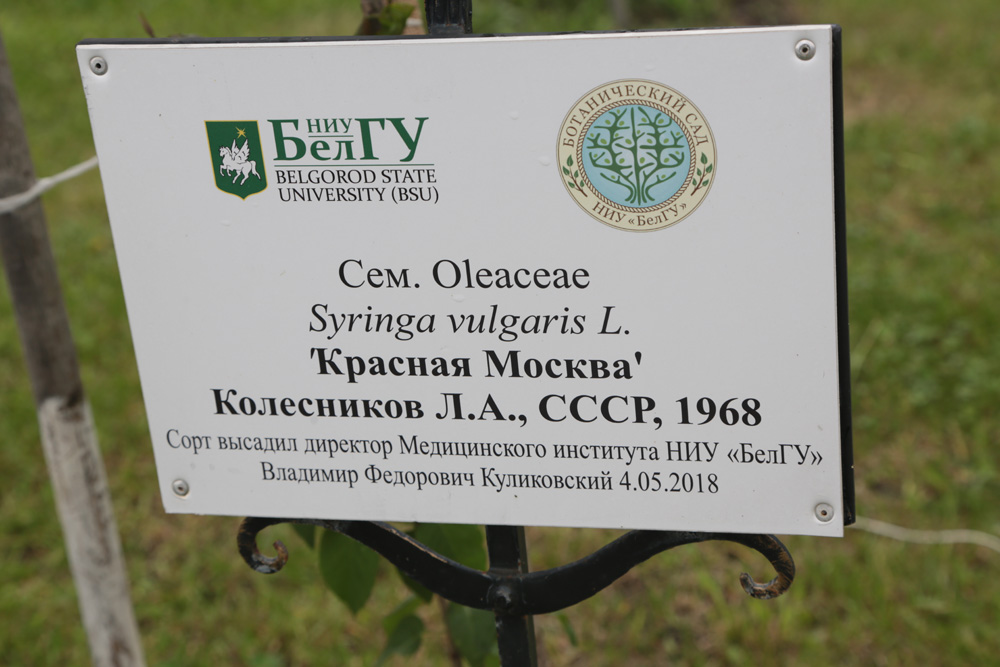 НИУ
БелГУ
BELGOROD STATE
UNIVERSITY (BSU)
БОТАНИЧЕСКИЙ САД
НИУ «БелГУ»
Сем. Oleaceae
Syringa vulgaris L.
'Красная Москва'
Колесников Л.А., СССР, 1968
Сорт высадил директор Медицинского института НИУ «БелГУ»
Владимир Федорович Куликовский 4.05.2018